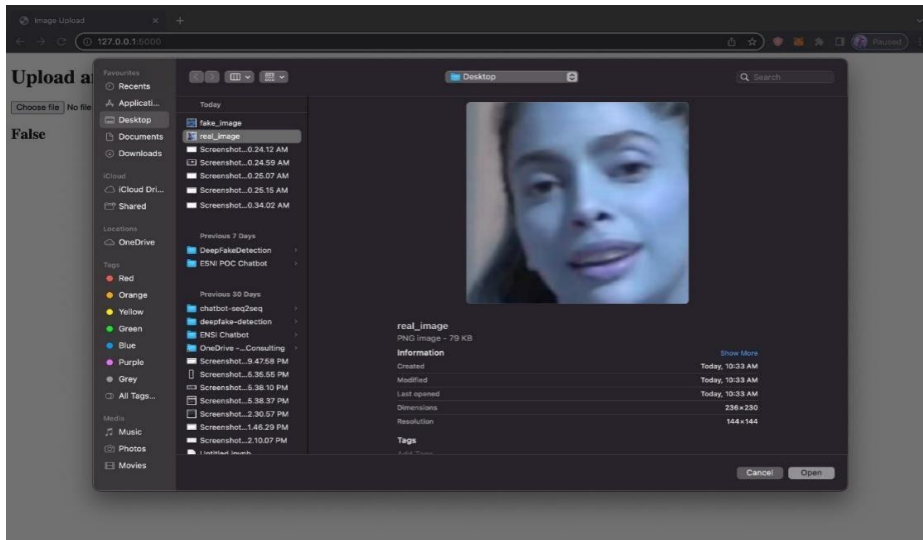 Image Upload
127.0.0.1:5000
Paused
Upload a
Choose file No file
False
Favourites
Recents
Applicati...
Desktop
Documents
Downloads
iCloud
iCloud Dri...
Shared
Locations
OneDrive
Tags
Red
Orange
Yellow
Green
Blue
Purple
Grey
All Tags...
Media
Music
Photos
Movies
Desktop
Search
Today
fake_image
real_image
Screenshot...0.24.12 AM
Screenshot...0.24.59 AM
Screenshot...0.25.07 AM
Screenshot...0.25.15 AM
Screenshot...0.34.02 AM
Previous 7 Days
DeepFakeDetection
ESNI POC Chatbot
Previous 30 Days
chatbot-seq2seq
deepfake-detection
ENSI Chatbot
OneDrive -...Consulting
Screenshot...9.47.58 PM
Screenshot...5.35.55 PM
Screenshot...5.38.10 PM
Screenshot...5.38.37 PM
Screenshot...2.30.57 PM
Screenshot...1.46.29 PM
Screenshot...2.10.07 PM
Untitled.ipynb
real_image
PNG image - 79 KB
Information
Show More
Created
Today, 10:33 AM
Modified
Today, 10:33 AM
Last opened
Today, 10:33 AM
Dimensions
236×230
Resolution
144×144
Tags
Add Tags
Cancel
Open